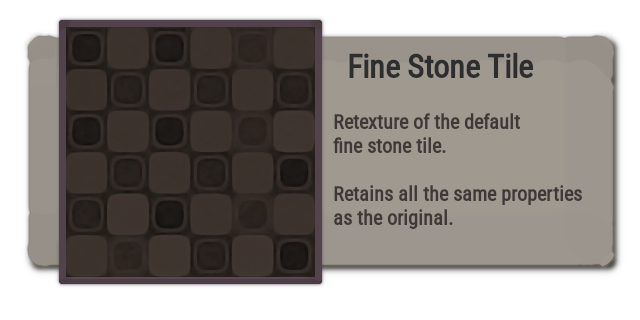 Fine Stone Tile
Retexture of the default
fine stone tile.
Retains all the same properties
as the original.